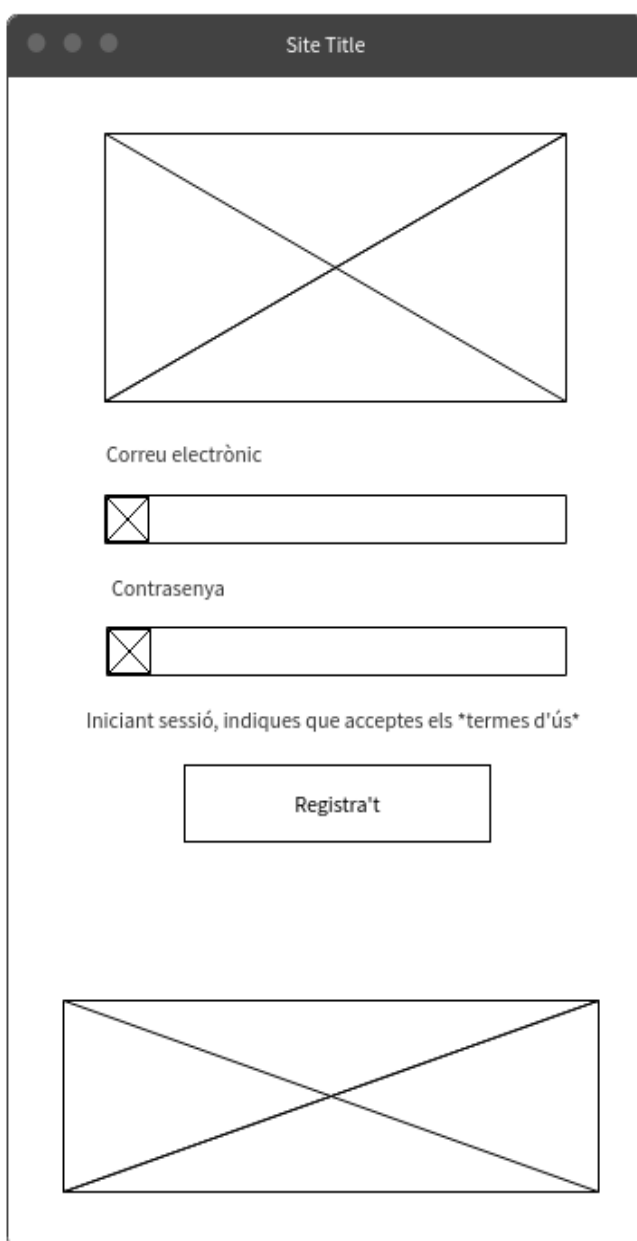 Site Title
Correu electrònic
Contrasenya
Iniciant sessió, indiques que acceptes els *termes d'ús*
Registra't